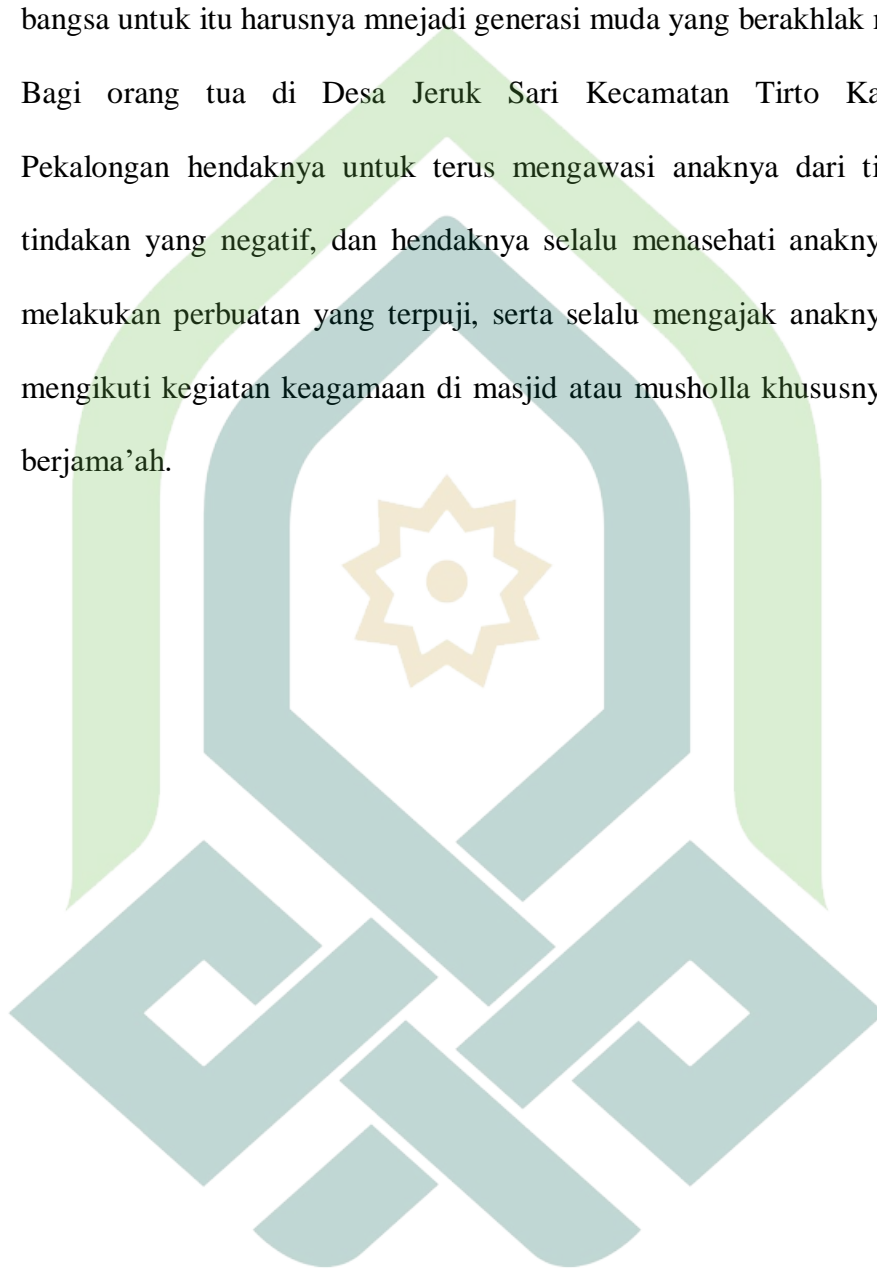 bangsa untuk itu harusnya mnejadi generasi muda yang berakhlak
Bagi orang tua di Desa Jeruk Sari Kecamatan Tirto
Pekalongan hendaknya untuk terus mengawasi anaknya dari
tindakan yang negatif, dan hendaknya selalu menasehati
melakukan perbuatan yang terpuji, serta selalu mengajak
mengikuti kegiatan keagamaan di masjid atau musholla
berjama’ah.